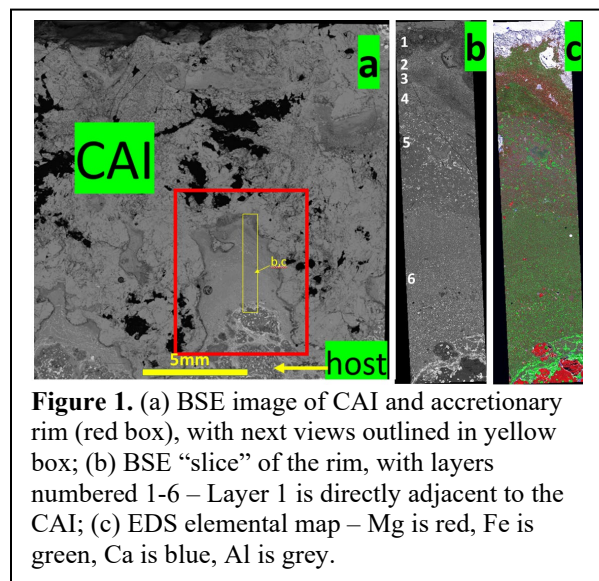 a
CAI
b,c
5mm
host
b
1
2
3
4
5
6
c
Figure 1. (a) BSE image of CAI and accretionary
rim (red box), with next views outlined in yellow
box; (b) BSE “slice” of the rim, with layers
numbered 1-6 – Layer 1 is directly adjacent to the
CAI; (c) EDS elemental map – Mg is red, Fe is
green, Ca is blue, Al is grey.